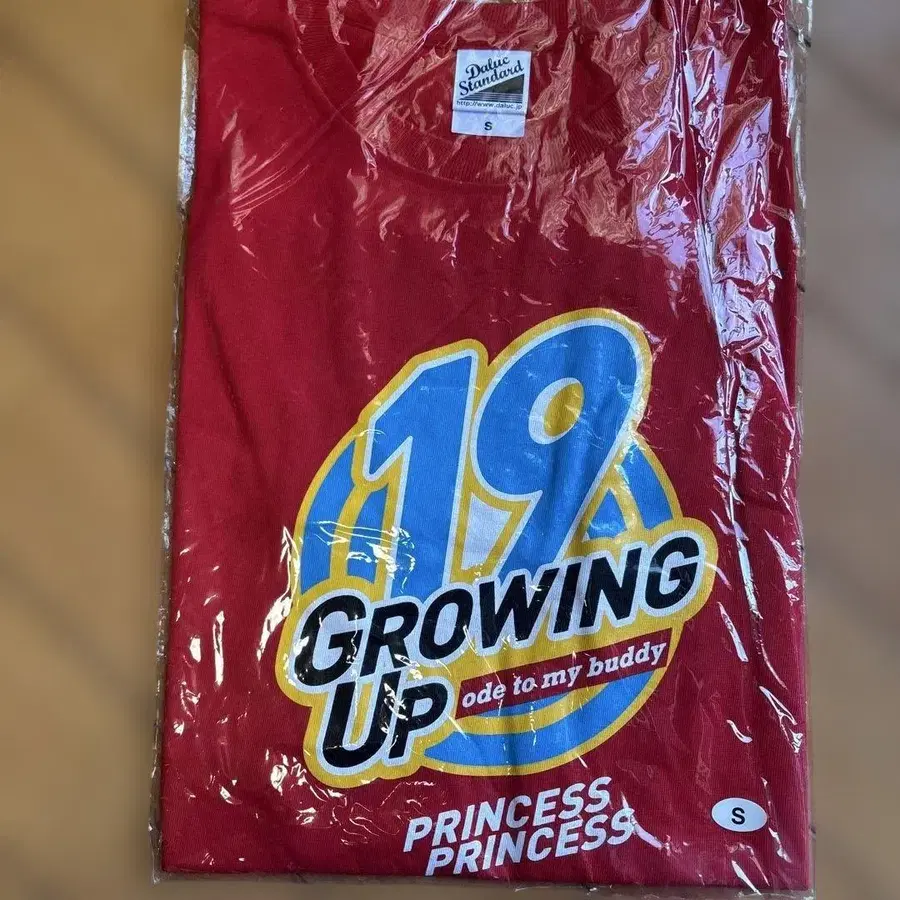 Daluc
Standard
http://www.daluc.jp
S
19
GROWING
UP
ode to my buddy
PRINCESS
PRINCESS
S